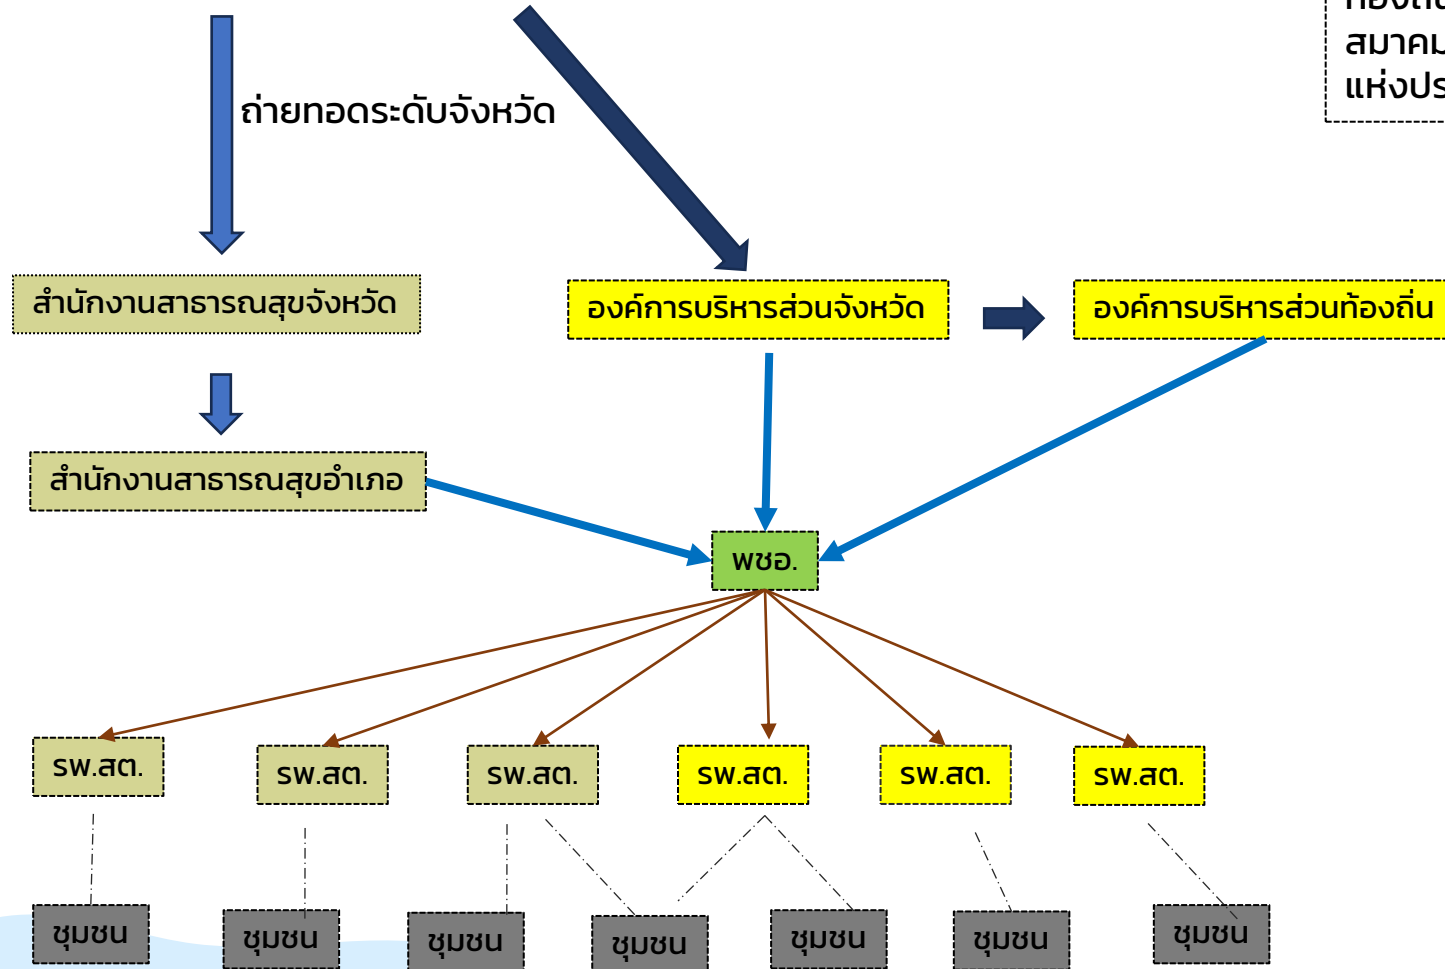 สมาคม
แห่งประ
ถ่ายทอดระดับจังหวัด
สำนักงานสาธารณสุขจังหวัด
องค์การบริหารส่วนจังหวัด
องค์การบริหารส่วนท้องถิ่น
สำนักงานสาธารณสุขอำเภอ
พชอ.
รพ.สต.
รพ.สต.
รพ.สต.
รพ.สต.
รพ.สต.
รพ.สต.
ชุมชน
ชุมชน
ชุมชน
ชุมชน
ชุมชน
ชุมชน
ชุมชน